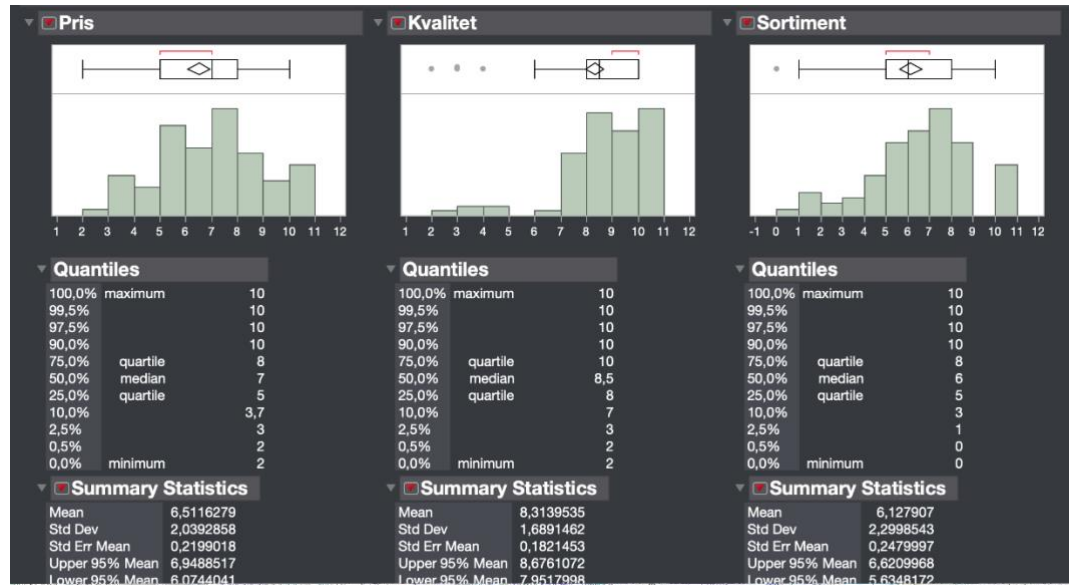 Pris
1 2 3 4 5 6 7 8 9 10 11 12
Quantiles
100,0% maximum 10
99,5% 10
97,5% 10
90,0% 10
75,0% quartile 8
50,0% median 7
25,0% quartile 5
10,0% 3,7
2,5% 3
0,5% 2
0,0% minimum 2
Summary Statistics
Mean 6,5116279
Std Dev 2,0392858
Std Err Mean 0,2199018
Upper 95% Mean 6,9488517
Lower 95% Mean 6,0744041
Kvalitet
1 2 3 4 5 6 7 8 9 10 11 12
Quantiles
100,0% maximum 10
99,5% 10
97,5% 10
90,0% 10
75,0% quartile 10
50,0% median 8,5
25,0% quartile 8
10,0% 7
2,5% 3
0,5% 2
0,0% minimum 2
Summary Statistics
Mean 8,3139535
Std Dev 1,6891462
Std Err Mean 0,1821453
Upper 95% Mean 8,6761072
Lower 95% Mean 7,9517998
Sortiment
-1 0 1 2 3 4 5 6 7 8 9 10 11 12
Quantiles
100,0% maximum 10
99,5% 10
97,5% 10
90,0% 10
75,0% quartile 8
50,0% median 6
25,0% quartile 5
10,0% 3
2,5% 1
0,5% 0
0,0% minimum 0
Summary Statistics
Mean 6,127907
Std Dev 2,2998543
Std Err Mean 0,2479997
Upper 95% Mean 6,6209968
Lower 95% Mean 5,6348172